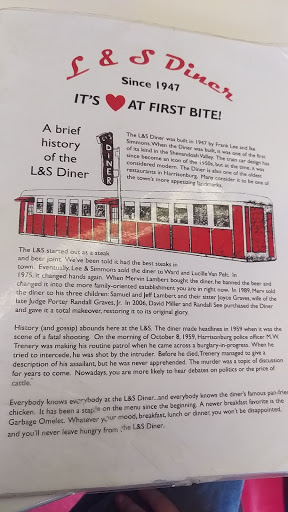 L & S Diner
Since 1947
IT'S AT FIRST BITE!
A brief
history
of the
L&S Diner
L&S
DINER
The L&S Diner was built in 1947 by Frank Lee and Ike
Simmons. When the Diner was built, it was one of the first
of its kind in the Shenandoah Valley. The train car design has
since become an icon of the 1950s, but in the time, it was
considered modern. The Diner is also one of the oldest
restaurants in Harrisonburg. Many consider it to be one of
the town's more appetizing landmarks.
The L&S started out as a steak
and beer joint. We've been told it had the best steaks in
town. Eventually, Lee & Simmons sold the diner to Ward and Lucille Van Pelt. In
1975, it changed hands again. When Mervin Lambert bought the diner, he banned the beer and
changed it into the more family-oriented establishment you are in right now. In 1989, Merv sold
the diner to his three children: Samuel and Jeff Lambert and their sister Joyce Graves, wife of the
late Judge Porter Randall Graves, Jr. In 2006, David Miller and Randall See purchased the Diner
and gave it a total makeover, restoring it to its original glory.
History (and gossip) abounds here at the L&S. The diner made headlines in 1959 when it was the
scene of a fatal shooting. On the morning of October 8, 1959, Harrisonburg police officer M.W.
Trenery was making his routine patrol when he came across a burglary-in-progress. When he
tried to intercede, he was shot by the intruder. Before he died, Trenery managed to give a
description of his assailant, but he was never apprehended. The murder was a topic of discussion
for years to come. Nowadays, you are more likely to hear debates on politics or the price of
cattle.
Everybody knows everybody at the L&S Diner...and everybody knows the diner's famous pan-fried
chicken. It has been a staple on the menu since the beginning. A newer breakfast favorite is the
Garbage Omelet. Whatever your mood, breakfast, lunch or dinner, you won't be disappointed,
and you'll never leave hungry from the L&S Diner.